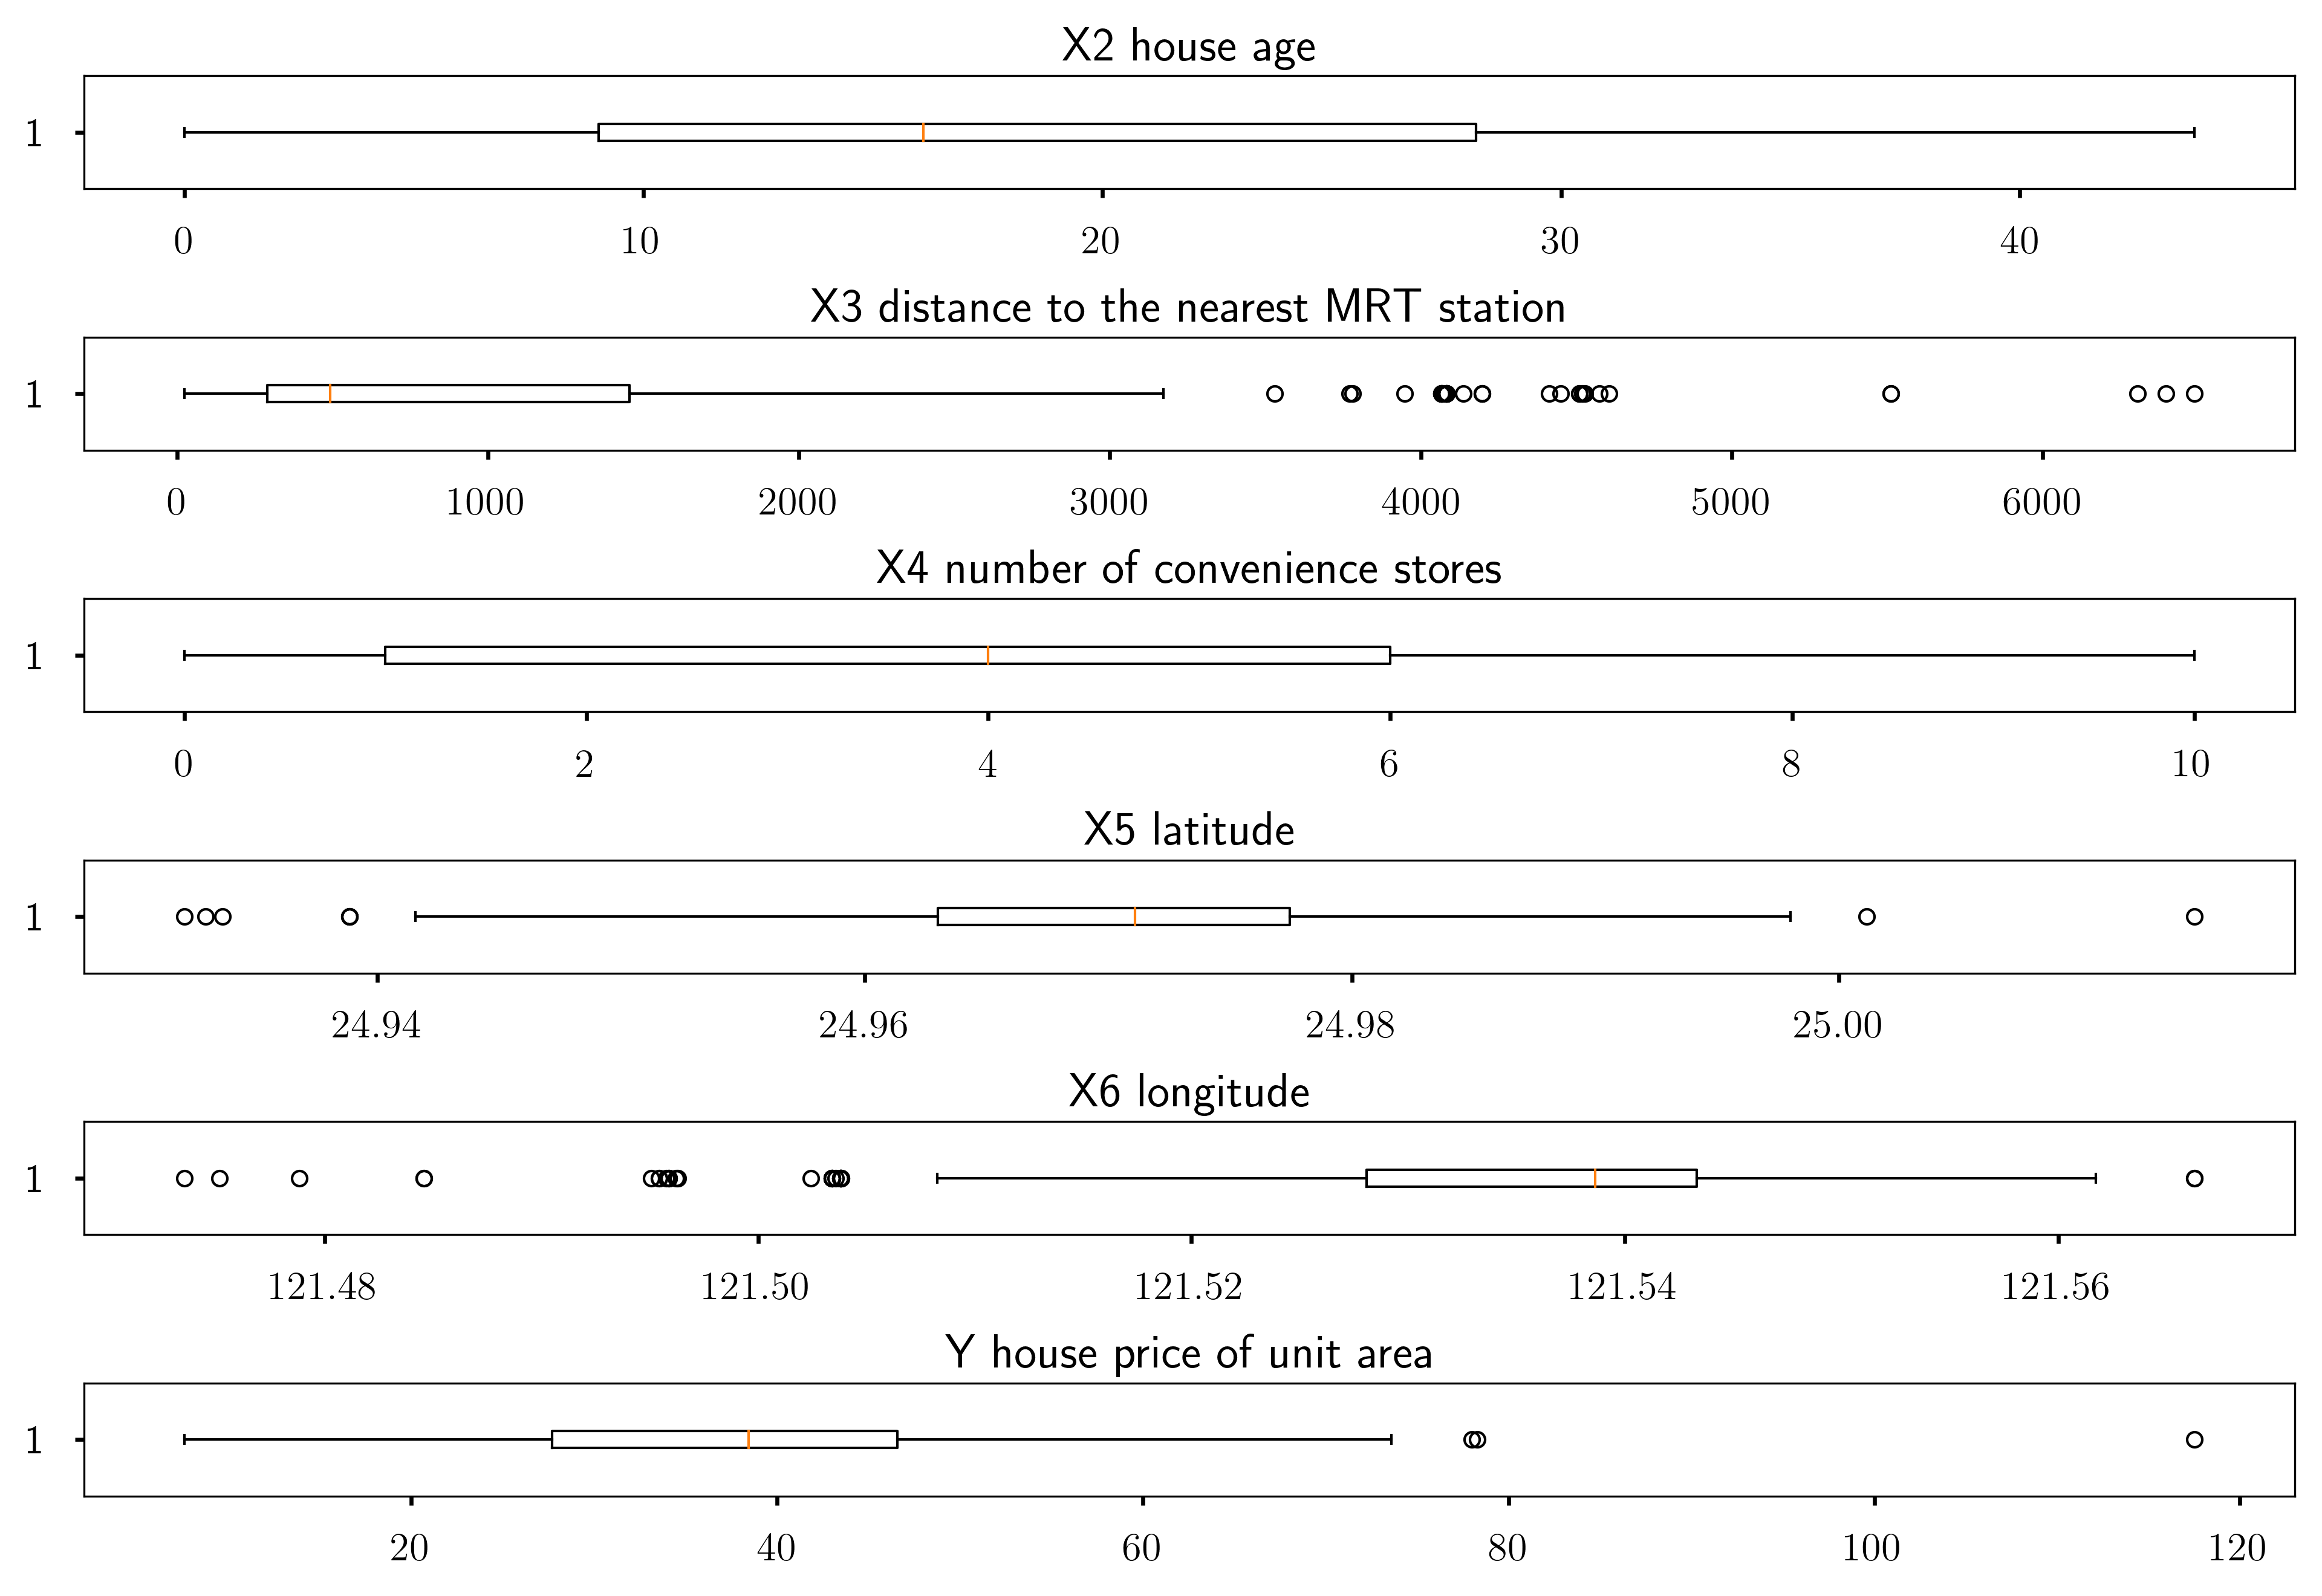 X2 house age
1
0 10 20 30 40
X3 distance to the nearest MRT station
1
0 1000 2000 3000 4000 5000 6000
X4 number of convenience stores
1
0 2 4 6 8 10
X5 latitude
1
24.94 24.96 24.98 25.00
X6 longitude
1
121.48 121.50 121.52 121.54 121.56
Y house price of unit area
1
20 40 60 80 100 120